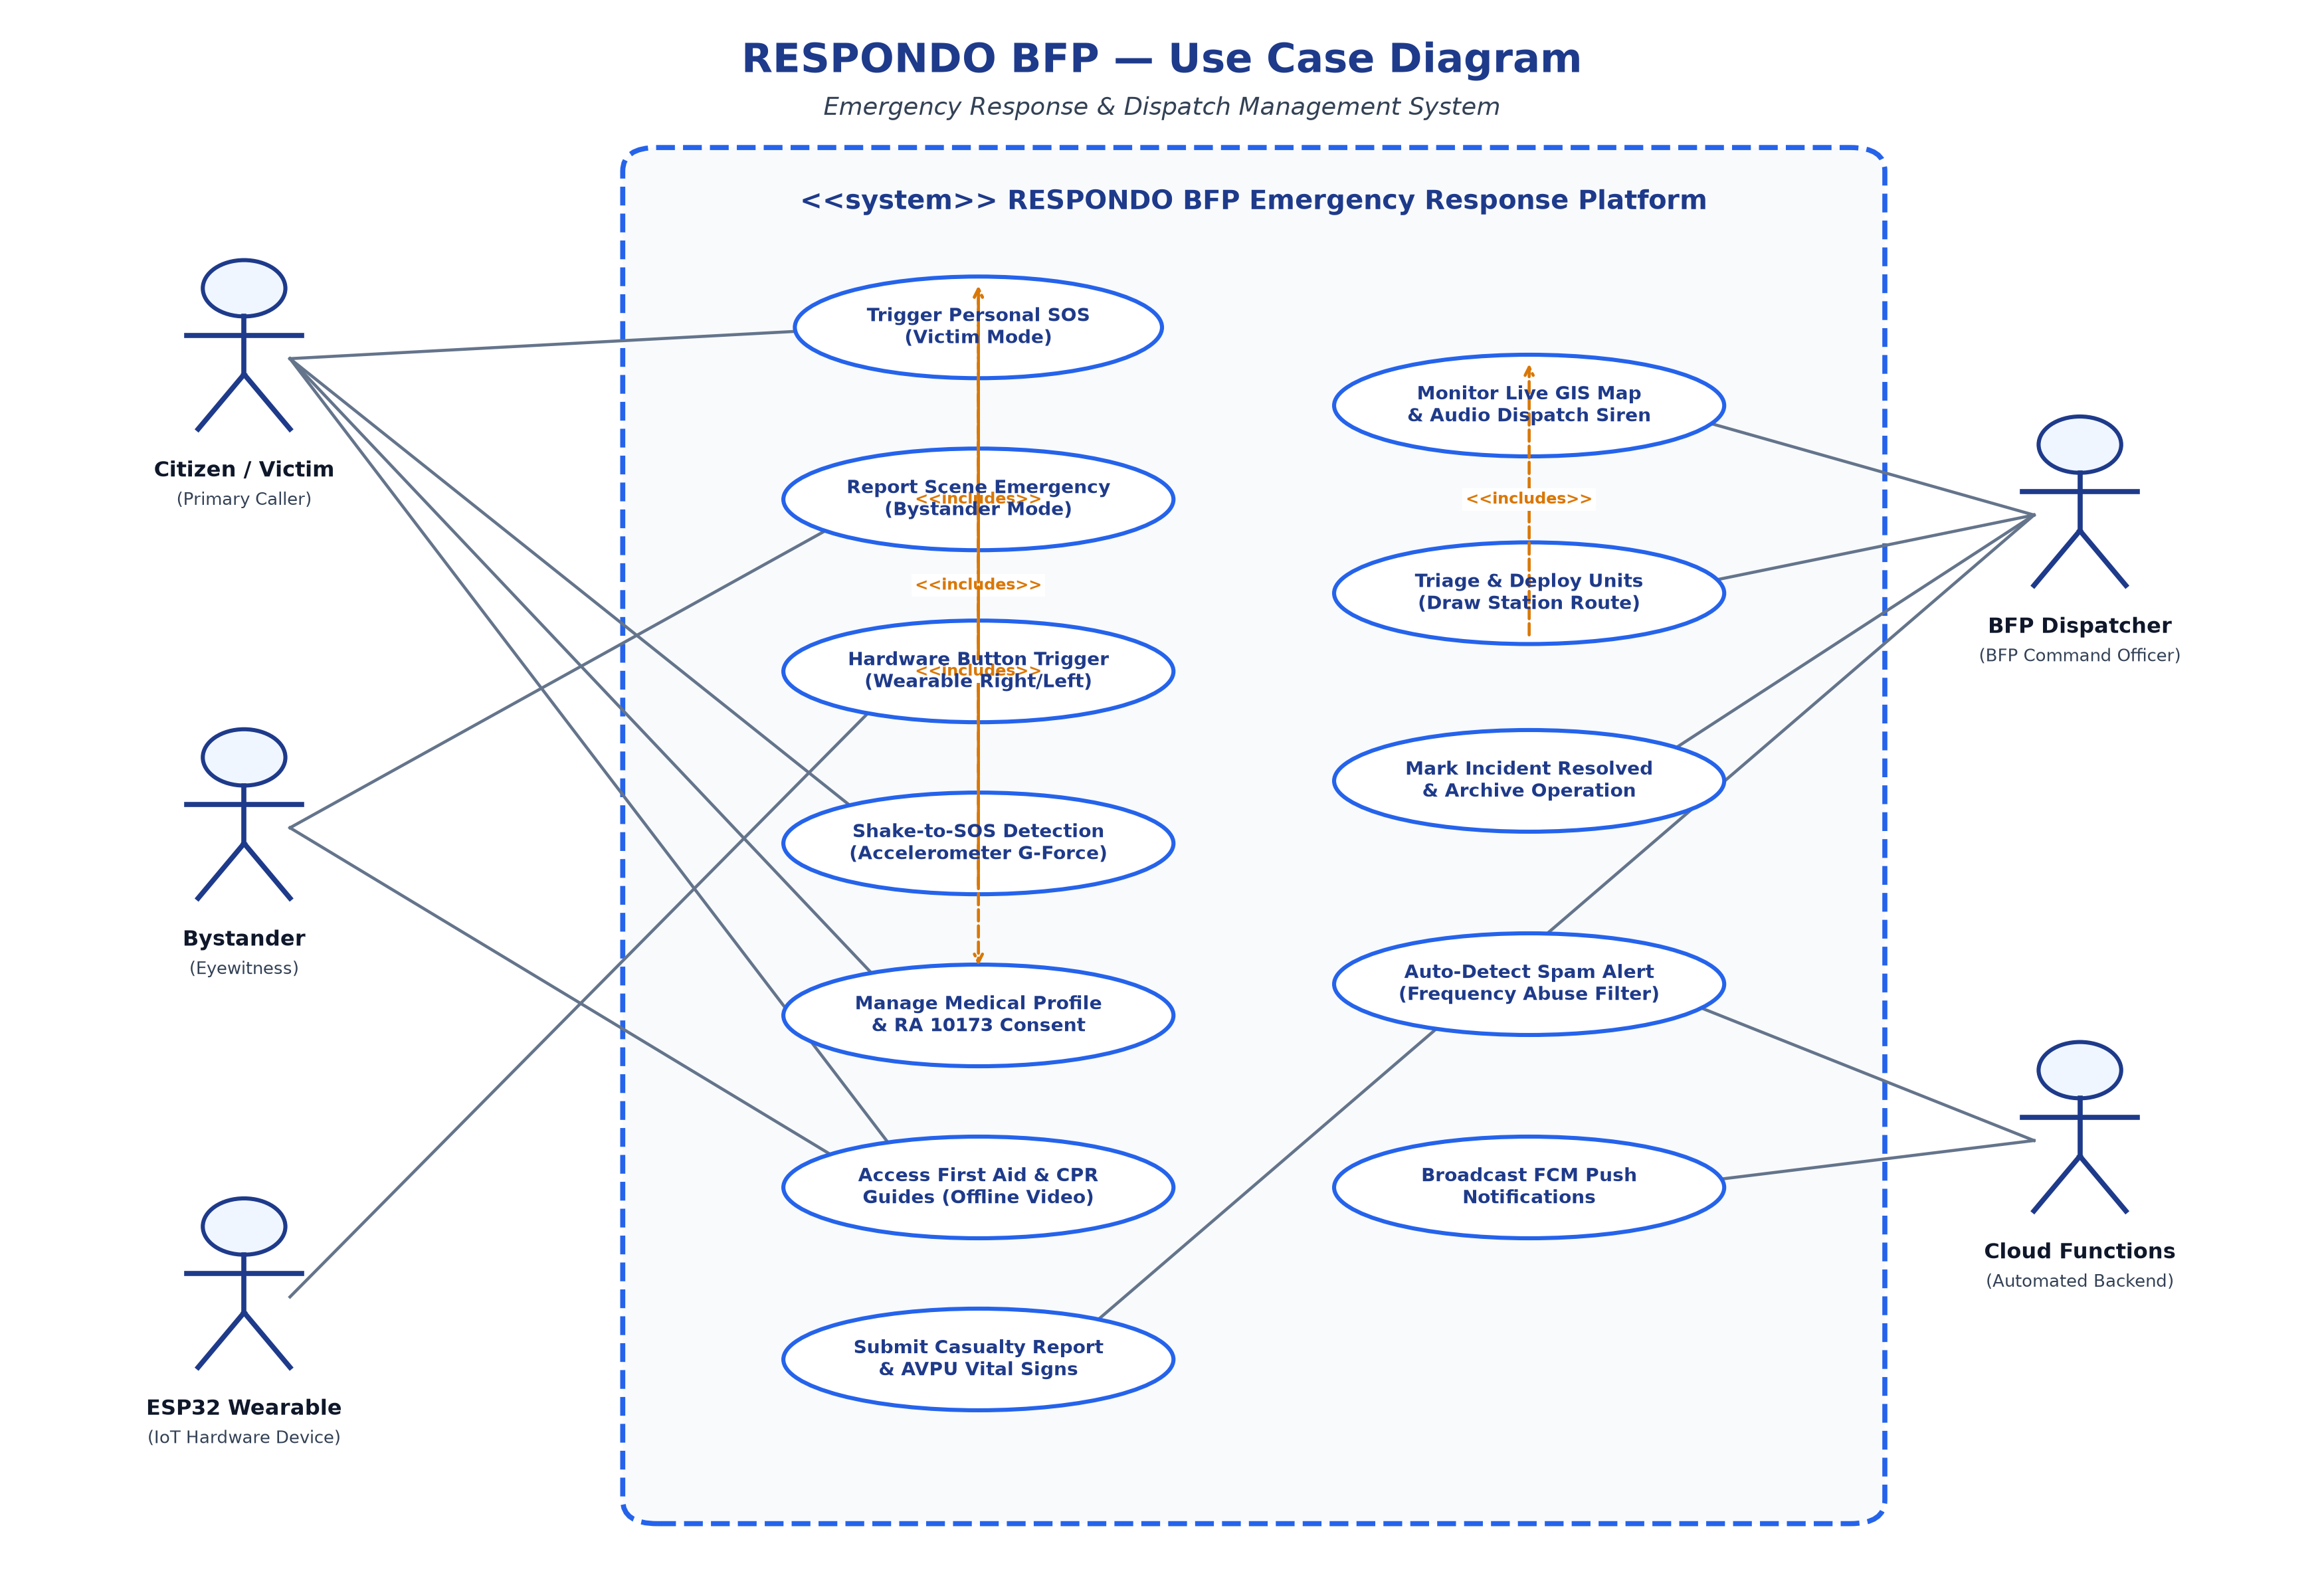 RESPONDO BFP — Use Case Diagram
Emergency Response & Dispatch Management System
<<system>> RESPONDO BFP Emergency Response Platform
Citizen / Victim
(Primary Caller)
Bystander
(Eyewitness)
ESP32 Wearable
(IoT Hardware Device)
Trigger Personal SOS
(Victim Mode)
Report Scene Emergency
<<includes>>
(Bystander Mode)
<<includes>>
Hardware Button Trigger
<<includes>>
(Wearable Right/Left)
Shake-to-SOS Detection
(Accelerometer G-Force)
Manage Medical Profile
& RA 10173 Consent
Access First Aid & CPR
Guides (Offline Video)
Submit Casualty Report
& AVPU Vital Signs
Monitor Live GIS Map
& Audio Dispatch Siren
<<includes>>
Triage & Deploy Units
(Draw Station Route)
Mark Incident Resolved
& Archive Operation
Auto-Detect Spam Alert
(Frequency Abuse Filter)
Broadcast FCM Push
Notifications
BFP Dispatcher
(BFP Command Officer)
Cloud Functions
(Automated Backend)